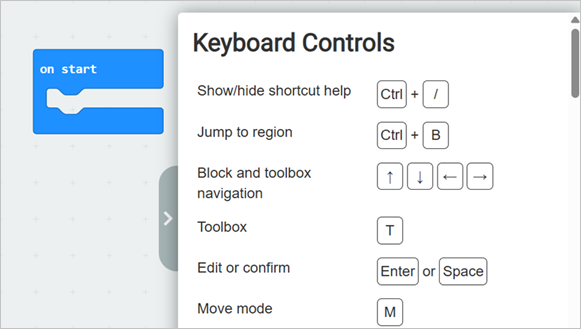 on start
Keyboard Controls
Show/hide shortcut help Ctrl + /
Jump to region Ctrl + B
Block and toolbox ↑ ↓ ← →
navigation
Toolbox T
Edit or confirm Enter or Space
Move mode M